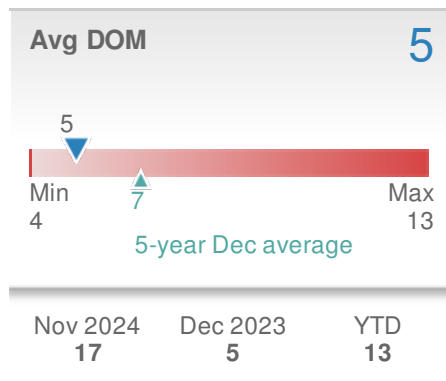 Avg DOM 5
5
Min Max
4 7 13
5-year Dec average
Nov 2024 Dec 2023 YTD
17 5 13